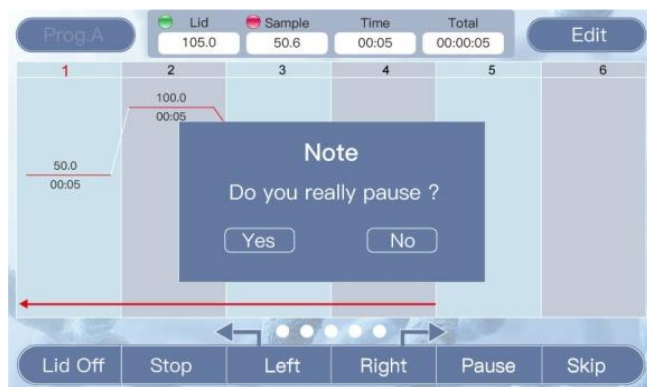 Prog.A
Lid
Sample
Time
Total
105.0
50.6
00:05
00:00:05
Edit
1
2
3
4
5
6
100.0
00:05
50.0
00:05
Note
Do you really pause ?
Yes
No
Lid Off
Stop
Left
Right
Pause
Skip